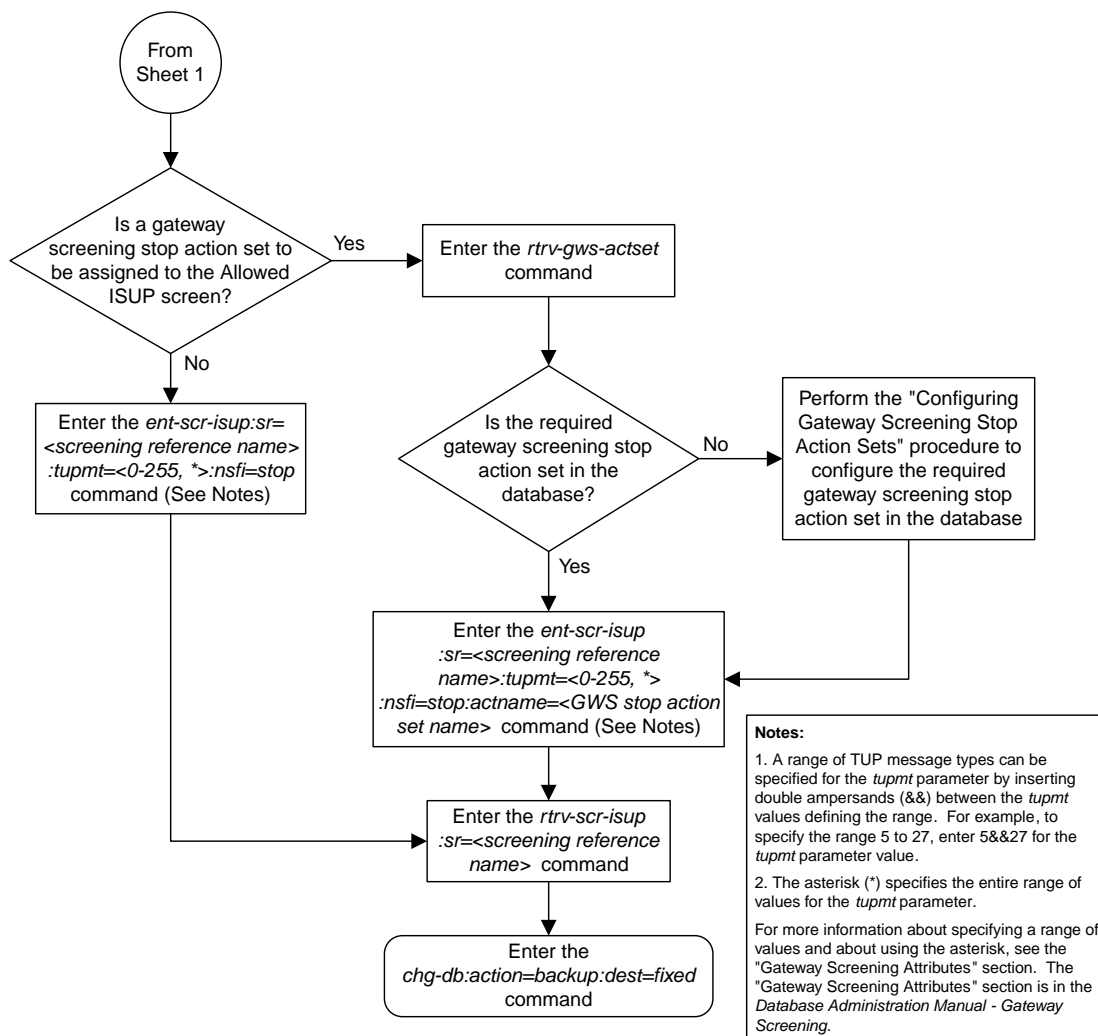 From
Sheet 1
Is a gateway
screening stop action set to
be assigned to the Allowed
ISUP screen?
Yes
Enter the rtrv-gws-actset
command
No
Enter the ent-scr-isup:sr=
<screening reference name>
:tupmt=<0-255, *>:nsfi=stop
command (See Notes)
Is the required
gateway screening stop
action set in the
database?
No
Perform the "Configuring
Gateway Screening Stop
Action Sets" procedure to
configure the required
gateway screening stop
action set in the database
Yes
Enter the ent-scr-isup
:sr=<screening reference
name>:tupmt=<0-255, *>
:nsfi=stop:actname=<GWS stop action
set name> command (See Notes)
Enter the rtrv-scr-isup
:sr=<screening reference
name> command
Enter the
chg-db:action=backup:dest=fixed
command
Notes:
1. A range of TUP message types can be
specified for the tupmt parameter by inserting
double ampersands (&&) between the tupmt
values defining the range. For example, to
specify the range 5 to 27, enter 5&&27 for the
tupmt parameter value.
2. The asterisk (*) specifies the entire range of
values for the tupmt parameter.
For more information about specifying a range of
values and about using the asterisk, see the
"Gateway Screening Attributes" section. The
"Gateway Screening Attributes" section is in the
Database Administration Manual - Gateway
Screening.